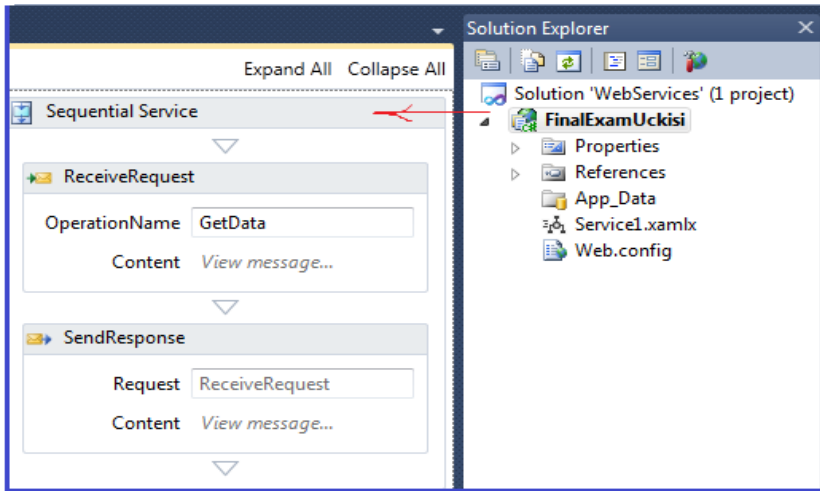 Expand All Collapse All
Sequential Service
ReceiveRequest
OperationName GetData
Content View message...
SendResponse
Request ReceiveRequest
Content View message...
Solution Explorer
Solution 'WebServices' (1 project)
FinalExamUckisi
Properties
References
App_Data
Service1.xamlx
Web.config